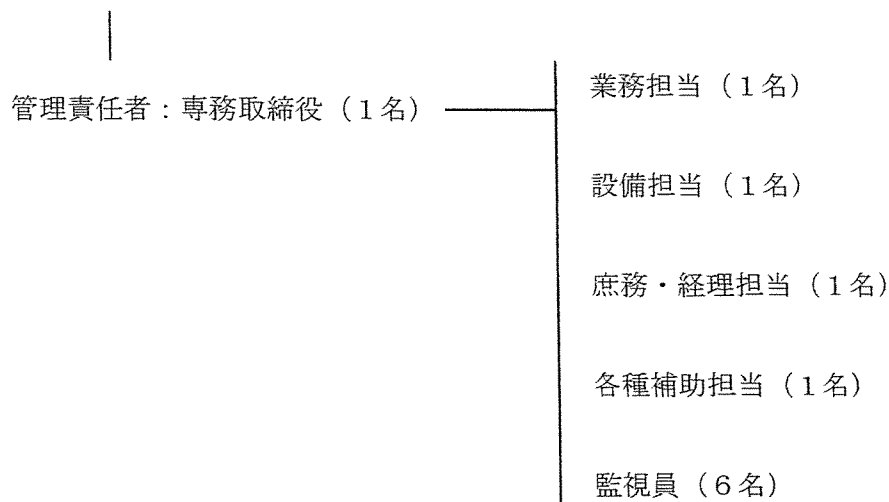 管理責任者：専務取締役（１名）
業務担当（１名）
設備担当（１名）
庶務・経理担当（１名）
各種補助担当（１名）
監視員（６名）